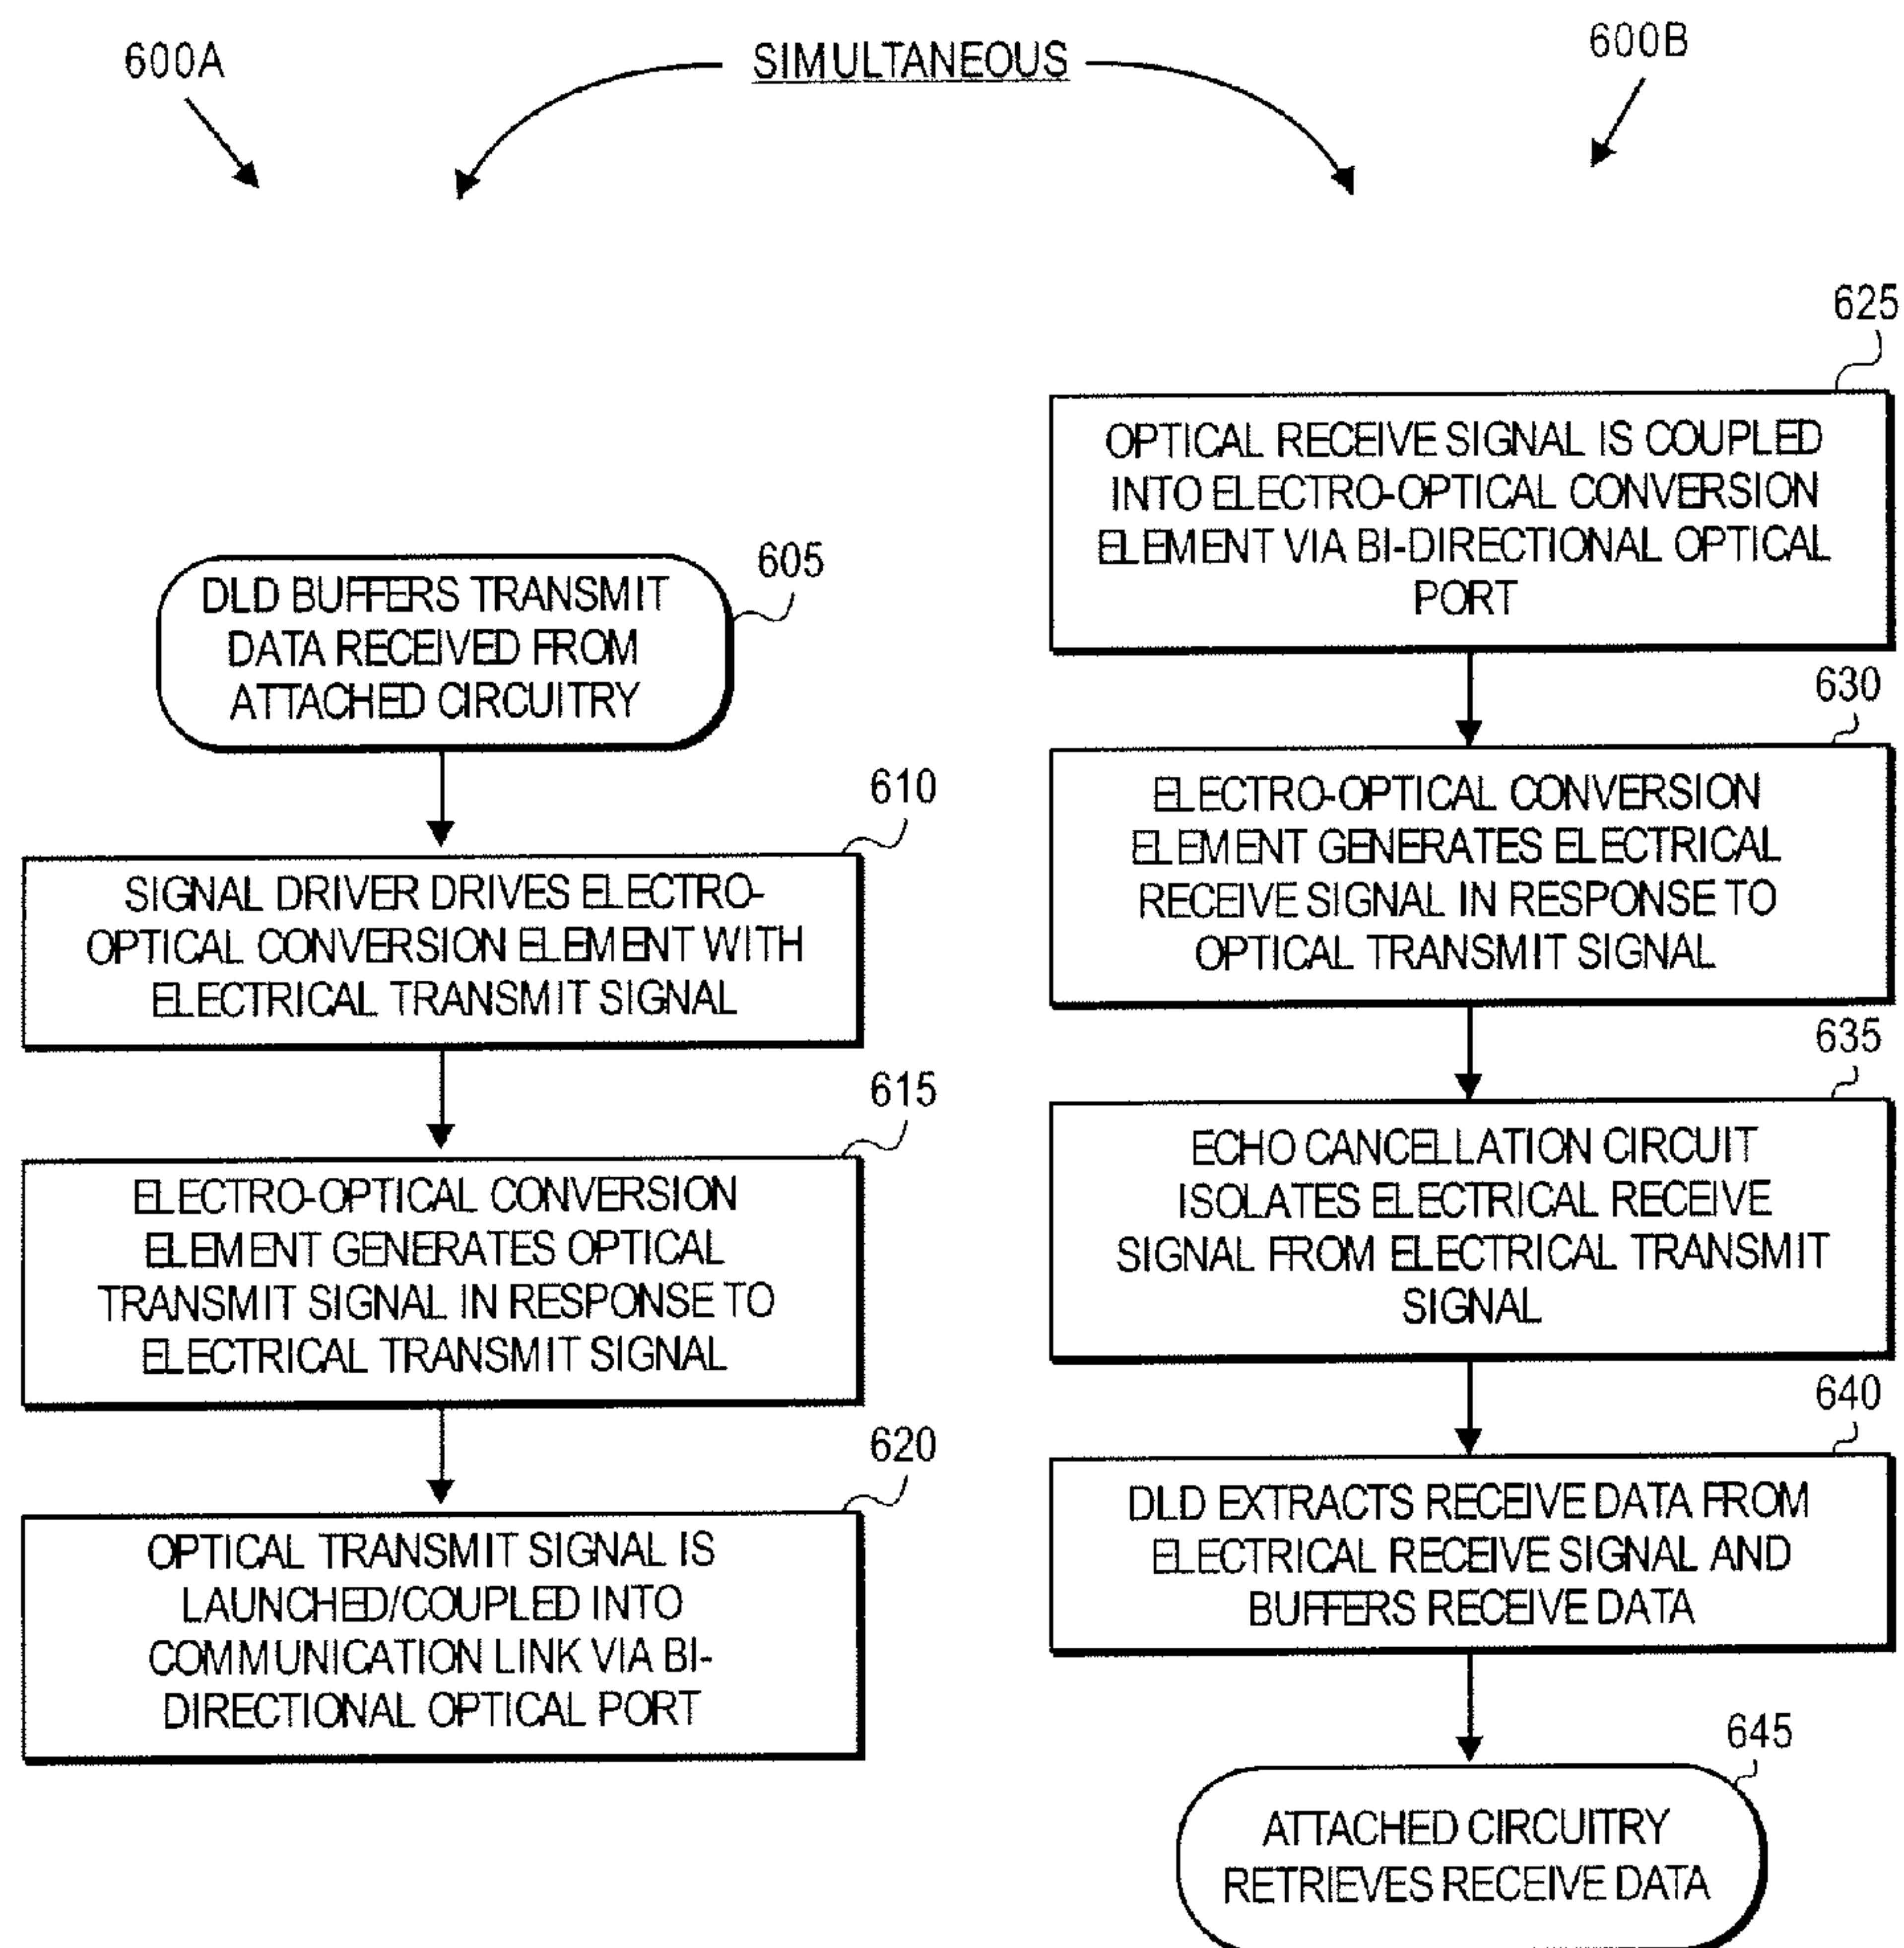 600A
SIMULTANEOUS
600B
605
DLD BUFFERS TRANSMIT
DATA RECEIVED FROM
ATTACHED CIRCUITRY
610
SIGNAL DRIVER DRIVES ELECTRO-
OPTICAL CONVERSION ELEMENT WITH
ELECTRICAL TRANSMIT SIGNAL
615
ELECTRO-OPTICAL CONVERSION
ELEMENT GENERATES OPTICAL
TRANSMIT SIGNAL IN RESPONSE TO
ELECTRICAL TRANSMIT SIGNAL
620
OPTICAL TRANSMIT SIGNAL IS
LAUNCHED/COUPLED INTO
COMMUNICATION LINK VIA BI-
DIRECTIONAL OPTICAL PORT
625
OPTICAL RECEIVE SIGNAL IS COUPLED
INTO ELECTRO-OPTICAL CONVERSION
ELEMENT VIA BI-DIRECTIONAL OPTICAL
PORT
630
ELECTRO-OPTICAL CONVERSION
ELEMENT GENERATES ELECTRICAL
RECEIVE SIGNAL IN RESPONSE TO
OPTICAL TRANSMIT SIGNAL
635
ECHO CANCELLATION CIRCUIT
ISOLATES ELECTRICAL RECEIVE
SIGNAL FROM ELECTRICAL TRANSMIT
SIGNAL
640
DLD EXTRACTS RECEIVE DATA FROM
ELECTRICAL RECEIVE SIGNAL AND
BUFFERS RECEIVE DATA
645
ATTACHED CIRCUITRY
RETRIEVES RECEIVE DATA